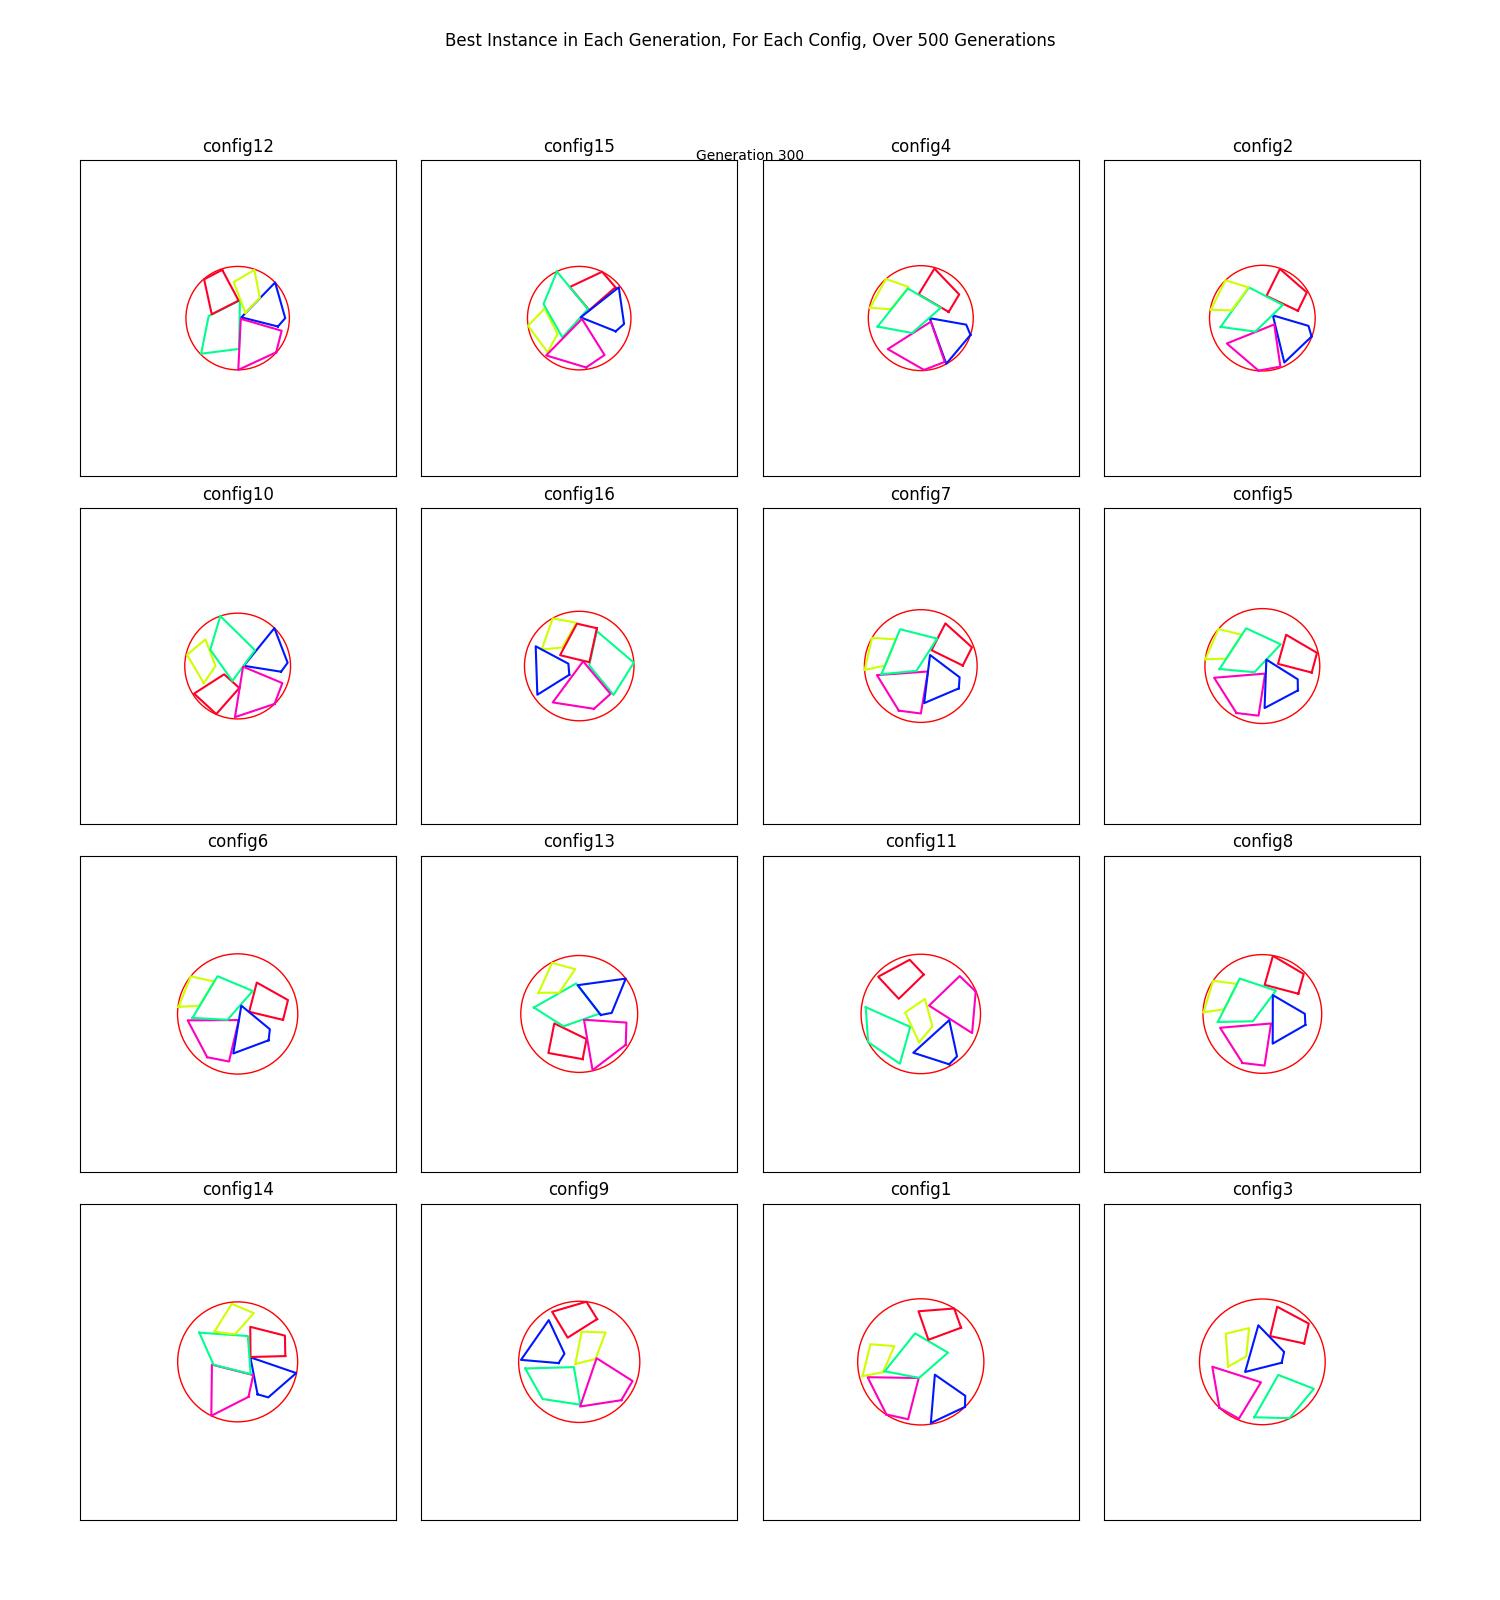 Best Instance in Each Generation, For Each Config, Over 500 Generations
Generation 300
config12
config15
config4
config2
config10
config16
config7
config5
config6
config13
config11
config8
config14
config9
config1
config3